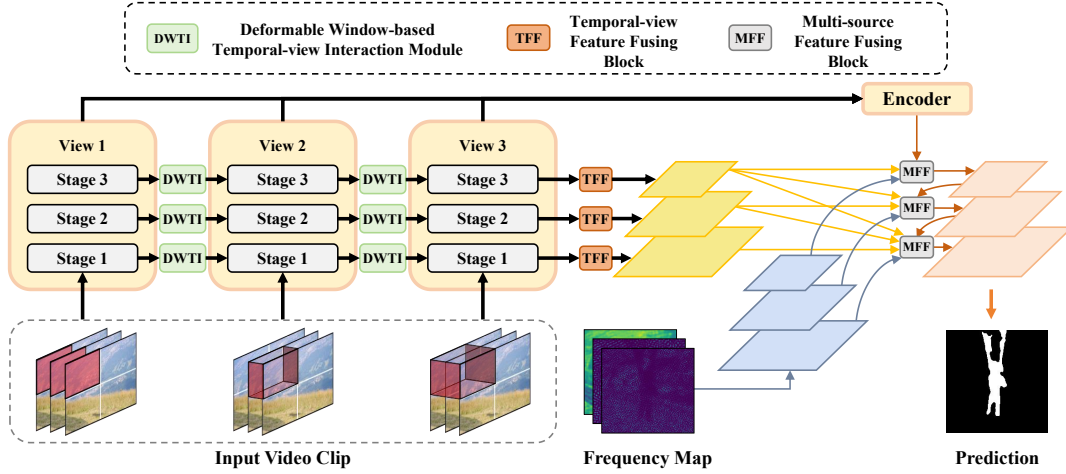 DWTI
Deformable Window-based
Temporal-view Interaction Module
TFF
Temporal-view
Feature Fusing
Block
MFF
Multi-source
Feature Fusing
Block
Encoder
View 1
View 2
View 3
Stage 3
DWTI
Stage 3
DWTI
Stage 3
TFF
MFF
Stage 2
DWTI
Stage 2
DWTI
Stage 2
TFF
MFF
Stage 1
DWTI
Stage 1
DWTI
Stage 1
TFF
MFF
Input Video Clip
Frequency Map
Prediction